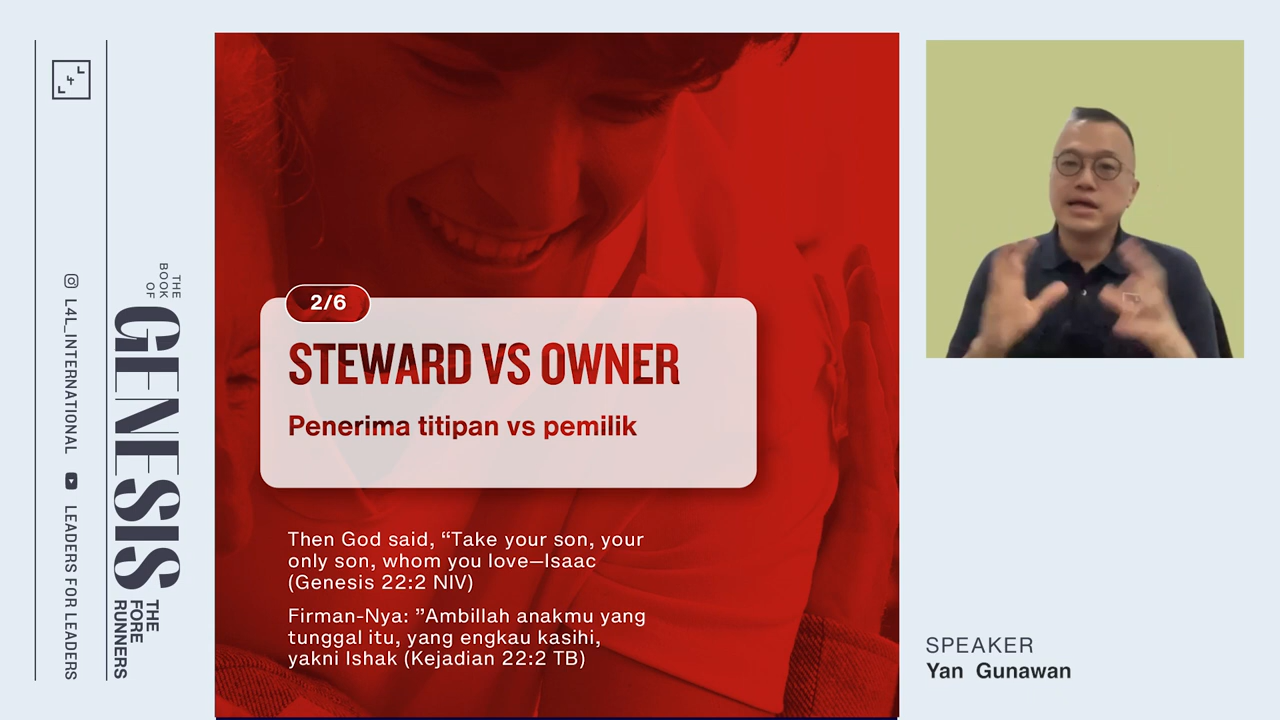 THE
BOOK
OF
GENESIS
THE
FORE
RUNNERS
L4L_INTERNATIONAL
LEADERS FOR LEADERS
2/6
STEWARD VS OWNER
Penerima titipan vs pemilik
Then God said, “Take your son, your
only son, whom you love—Isaac
(Genesis 22:2 NIV)
Firman-Nya: ”Ambillah anakmu yang
tunggal itu, yang engkau kasihi,
yakni Ishak (Kejadian 22:2 TB)
SPEAKER
Yan Gunawan